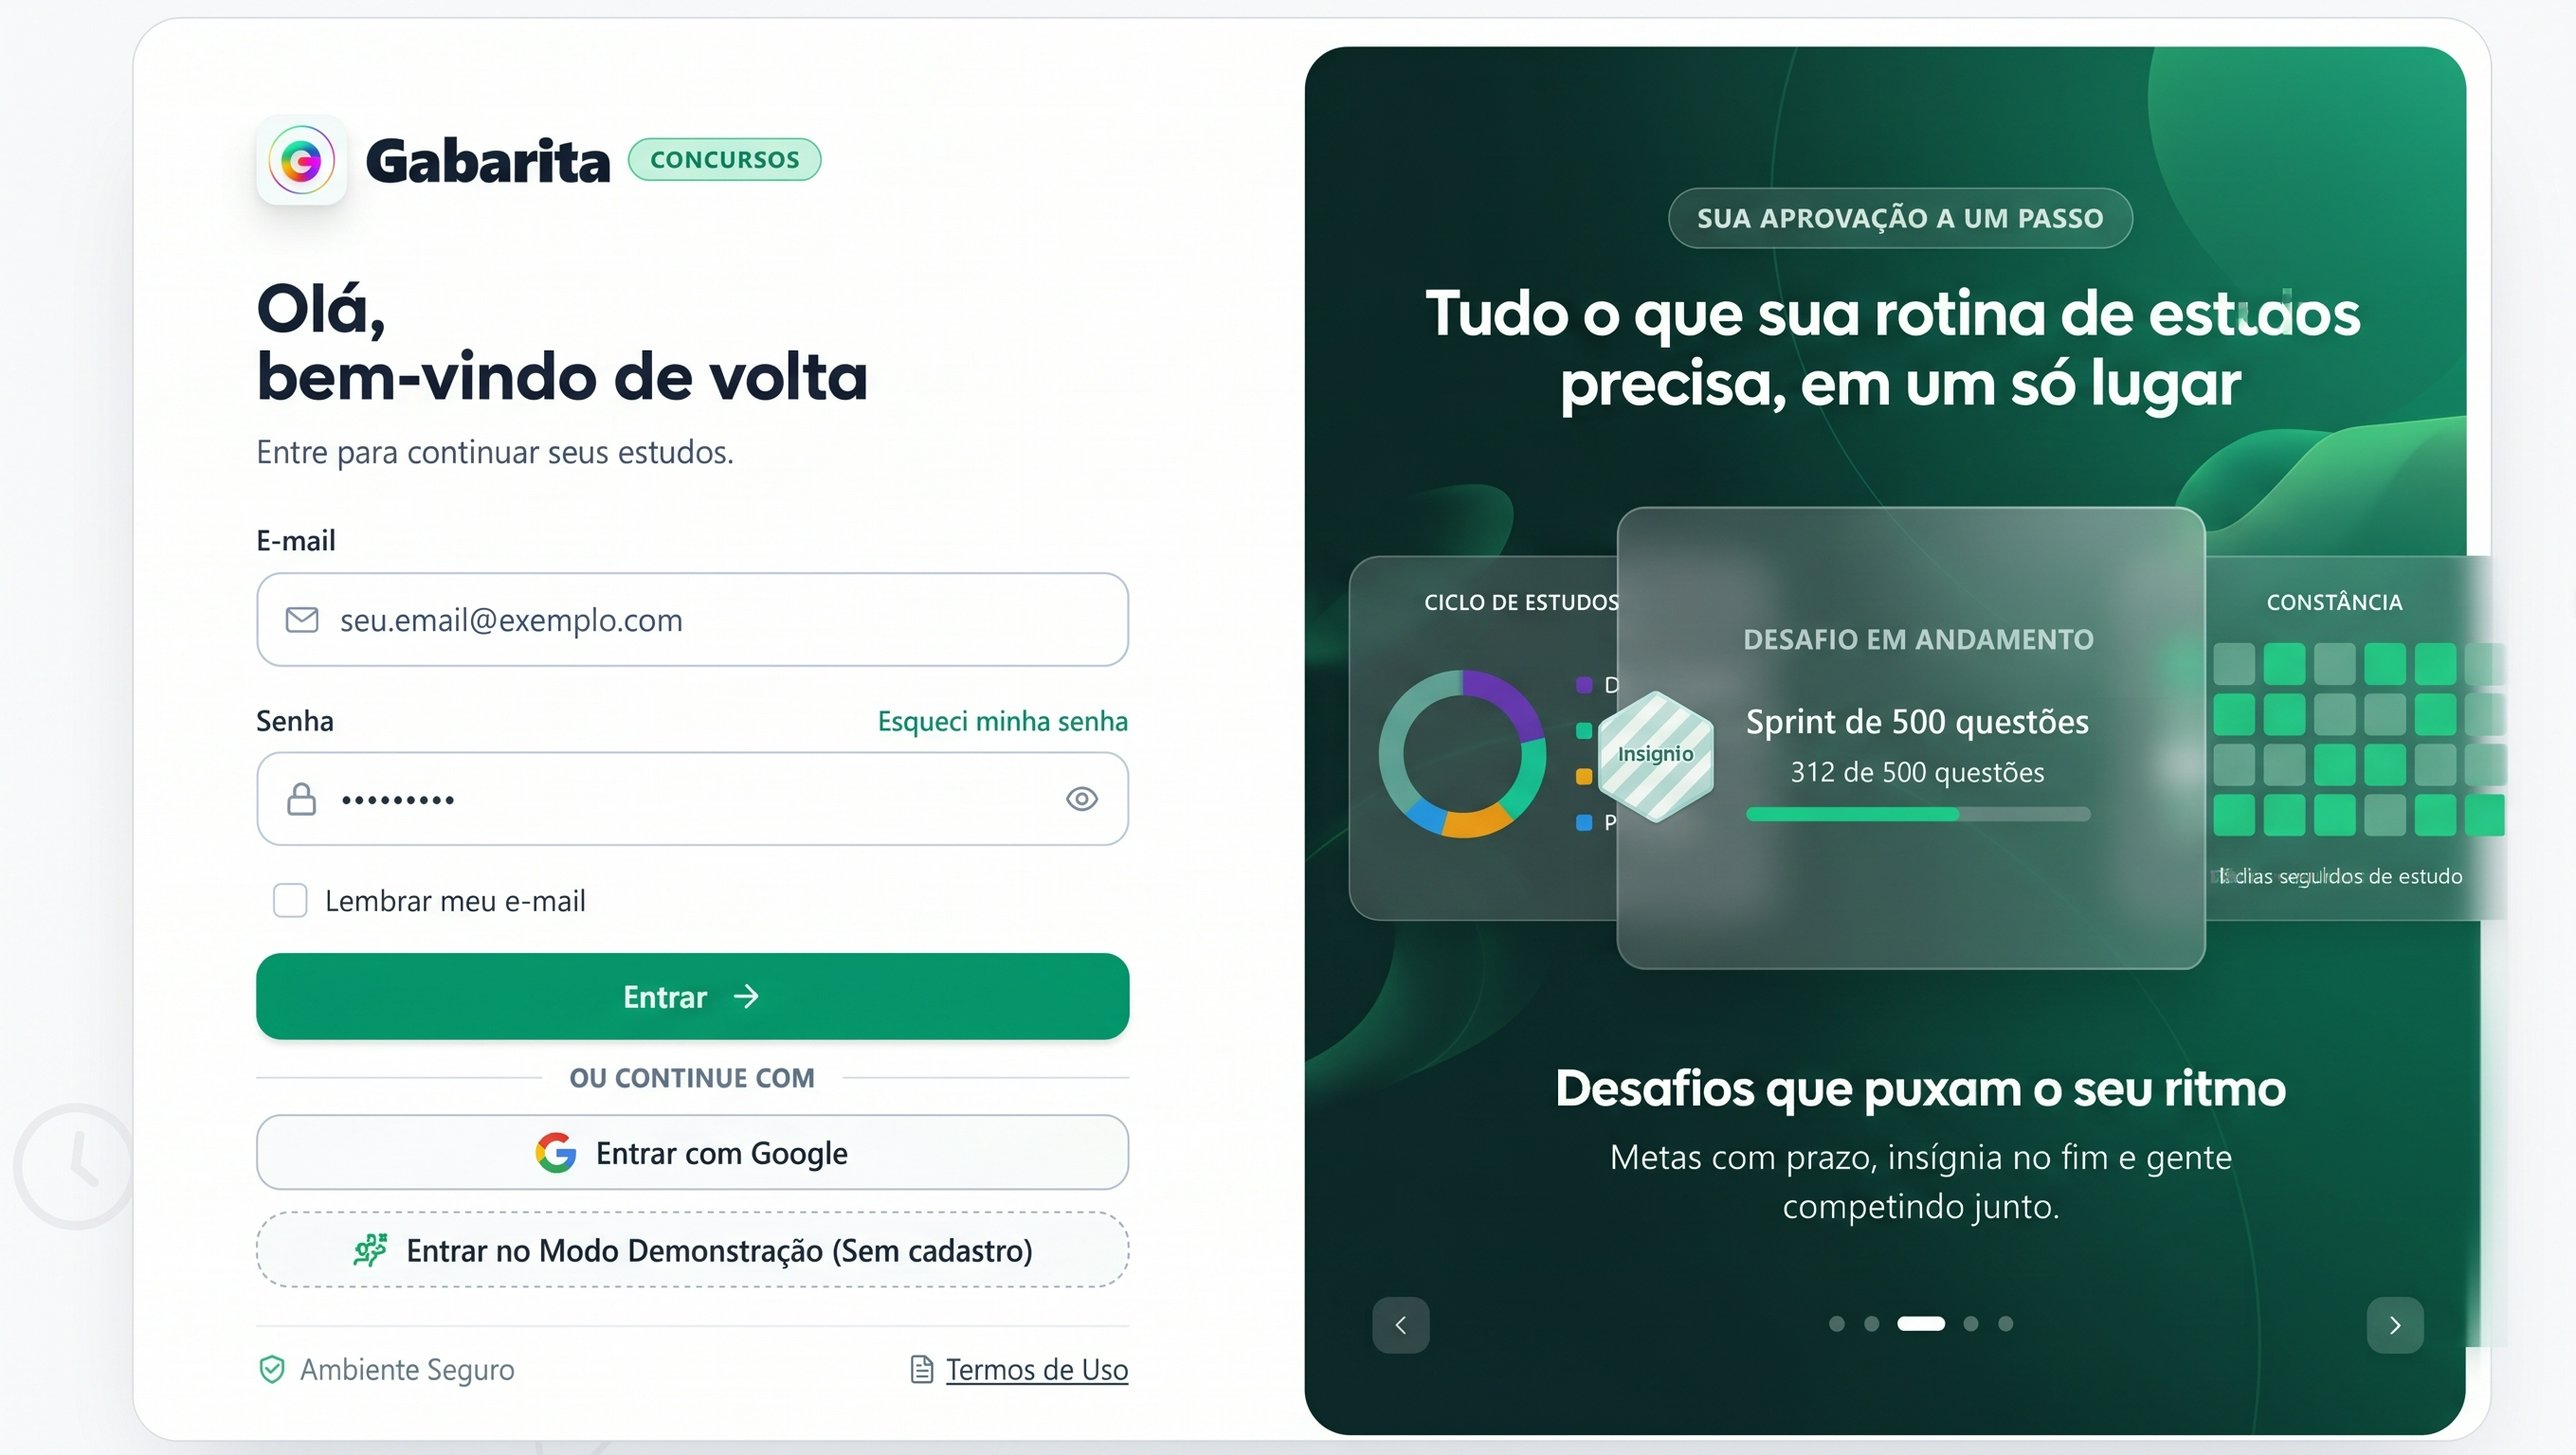 Gabarita CONCURSOS
Olá,
bem-vindo de volta
Entre para continuar seus estudos.
E-mail
seu.email@exemplo.com
Senha
Esqueci minha senha
Lembrar meu e-mail
Entrar
OU CONTINUE COM
Entrar com Google
Entrar no Modo Demonstração (Sem cadastro)
Ambiente Seguro
Termos de Uso
SUA APROVAÇÃO A UM PASSO
Tudo o que sua rotina de estudos
precisa, em um só lugar
CICLO DE ESTUDOS
D
P
Insignio
DESAFIO EM ANDAMENTO
Sprint de 500 questões
312 de 500 questões
CONSTÂNCIA
dias seguidos de estudo
Desafios que puxam o seu ritmo
Metas com prazo, insígnia no fim e gente
competindo junto.